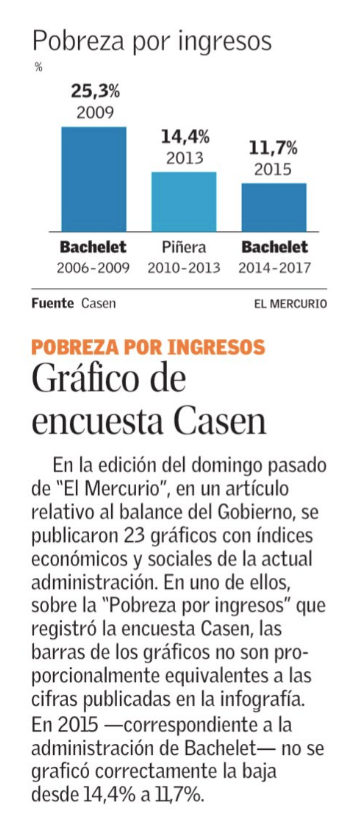 Pobreza por ingresos
%
25,3%
2009
14,4%
2013
11,7%
2015
Bachelet
2006-2009
Piñera
2010-2013
Bachelet
2014-2017
Fuente Casen
EL MERCURIO
POBREZA POR INGRESOS
Gráfico de
encuesta Casen
En la edición del domingo pasado
de “El Mercurio”, en un artículo
relativo al balance del Gobierno, se
publicaron 23 gráficos con índices
económicos y sociales de la actual
administración. En uno de ellos,
sobre la “Pobreza por ingresos” que
registró la encuesta Casen, las
barras de los gráficos no son pro-
porcionalmente equivalentes a las
cifras publicadas en la infografía.
En 2015 —correspondiente a la
administración de Bachelet— no se
graficó correctamente la baja
desde 14,4% a 11,7%.